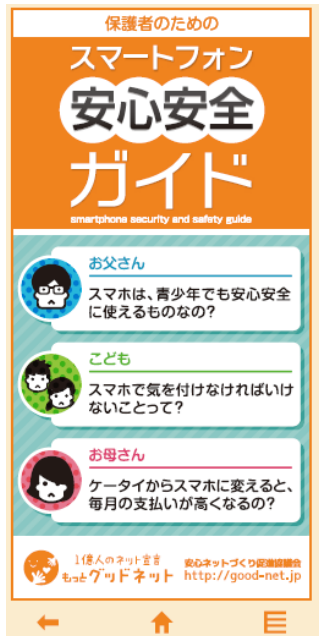 保護者のための
スマートフォン
安心安全
ガイド
smartphone security and safety guide
お父さん
スマホは、青少年でも安心安全
に使えるものなの?
こども
スマホで気を付けなければいけ
ないことって?
お母さん
ケータイからスマホに変えると、
毎月の支払いが高くなるの?
1億人のネット宣言
もっとグッドネット
安心ネットづくり促進協議会
http://good-net.jp